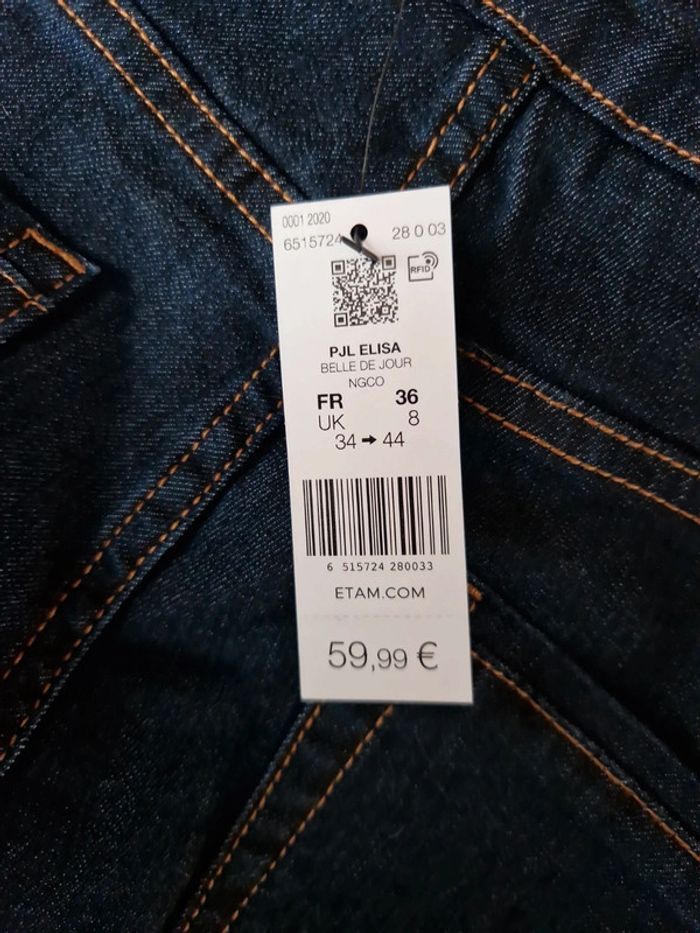 0001 2020
6515724 28 0 03
RFID
PJL ELISA
BELLE DE JOUR
NGCO
FR 36
UK 8
34 ➞ 44
6 515724 280033
ETAM.COM
59,99 €